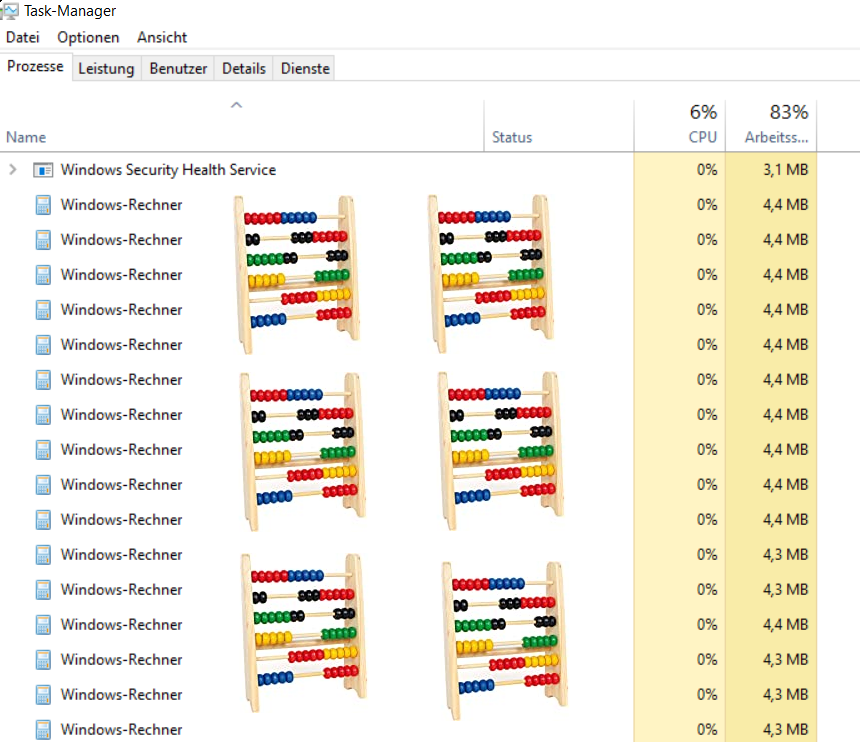 Task-Manager
Datei Optionen Ansicht
Prozesse Leistung Benutzer Details Dienste
6% 83%
Name Status CPU Arbeitss...
Windows Security Health Service 0% 3,1 MB
Windows-Rechner 0% 4,4 MB
Windows-Rechner 0% 4,4 MB
Windows-Rechner 0% 4,4 MB
Windows-Rechner 0% 4,4 MB
Windows-Rechner 0% 4,4 MB
Windows-Rechner 0% 4,4 MB
Windows-Rechner 0% 4,4 MB
Windows-Rechner 0% 4,4 MB
Windows-Rechner 0% 4,4 MB
Windows-Rechner 0% 4,4 MB
Windows-Rechner 0% 4,3 MB
Windows-Rechner 0% 4,3 MB
Windows-Rechner 0% 4,4 MB
Windows-Rechner 0% 4,3 MB
Windows-Rechner 0% 4,3 MB
Windows-Rechner 0% 4,3 MB